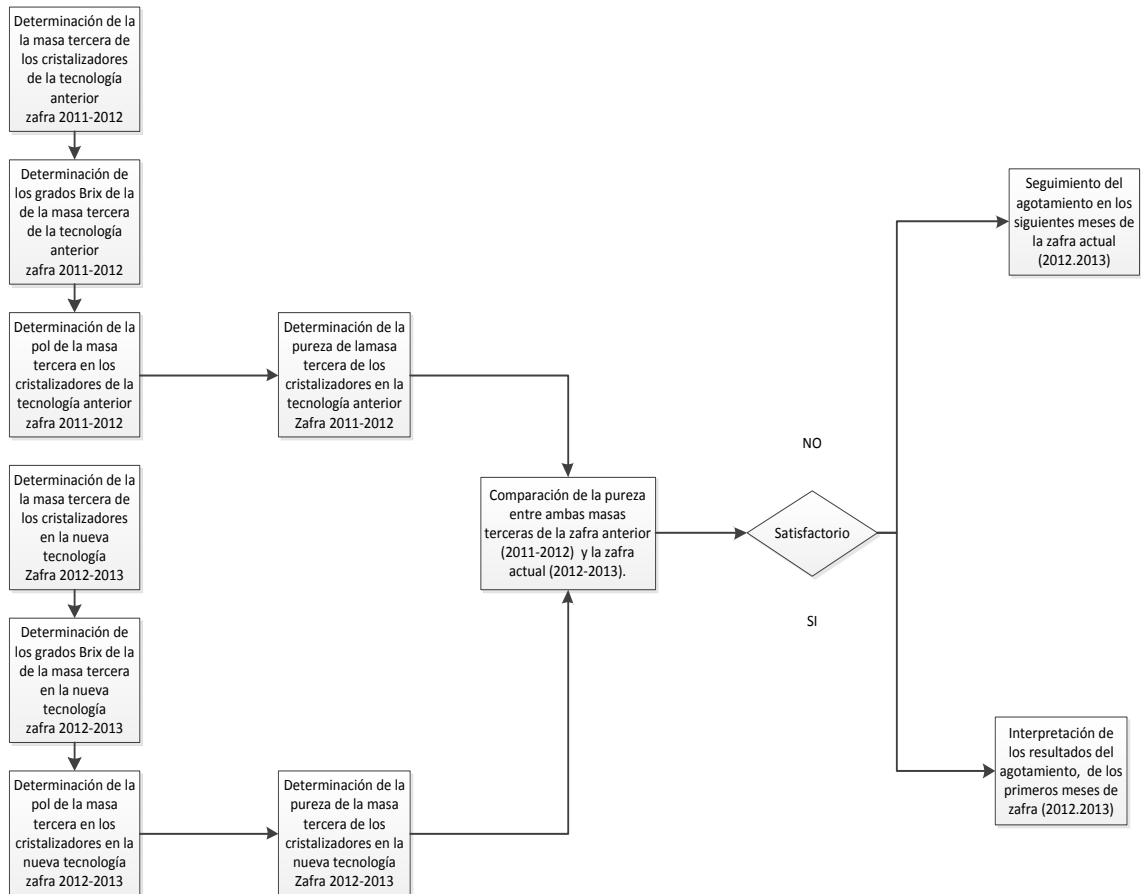 Determinación de la
la masa tercera de
los cristalizadores
de la tecnología
anterior
zafra 2011-2012
Determinación de
los grados Brix de la
de la masa tercera
de la tecnología
anterior
zafra 2011-2012
Determinación de la
pol de la masa
tercera en los
cristalizadores de la
tecnología anterior
zafra 2011-2012
Determinación de la
pureza de lamasa
tercera de los
cristalizadores en la
tecnología anterior
Zafra 2011-2012
Determinación de la
la masa tercera de
los cristalizadores
en la nueva
tecnología
Zafra 2012-2013
Determinación de
los grados Brix de la
de la masa tercera
en la nueva
tecnología
zafra 2012-2013
Determinación de la
pol de la masa
tercera en los
cristalizadores en la
nueva tecnología
zafra 2012-2013
Determinación de la
pureza de la masa
tercera de los
cristalizadores en la
nueva tecnología
Zafra 2012-2013
Comparación de la pureza
entre ambas masas
terceras de la zafra anterior
(2011-2012) y la zafra
actual (2012-2013).
Satisfactorio
NO
Seguimiento del
agotamiento en los
siguientes meses de
la zafra actual
(2012.2013)
SI
Interpretación de
los resultados del
agotamiento, de los
primeros meses de
zafra (2012.2013)